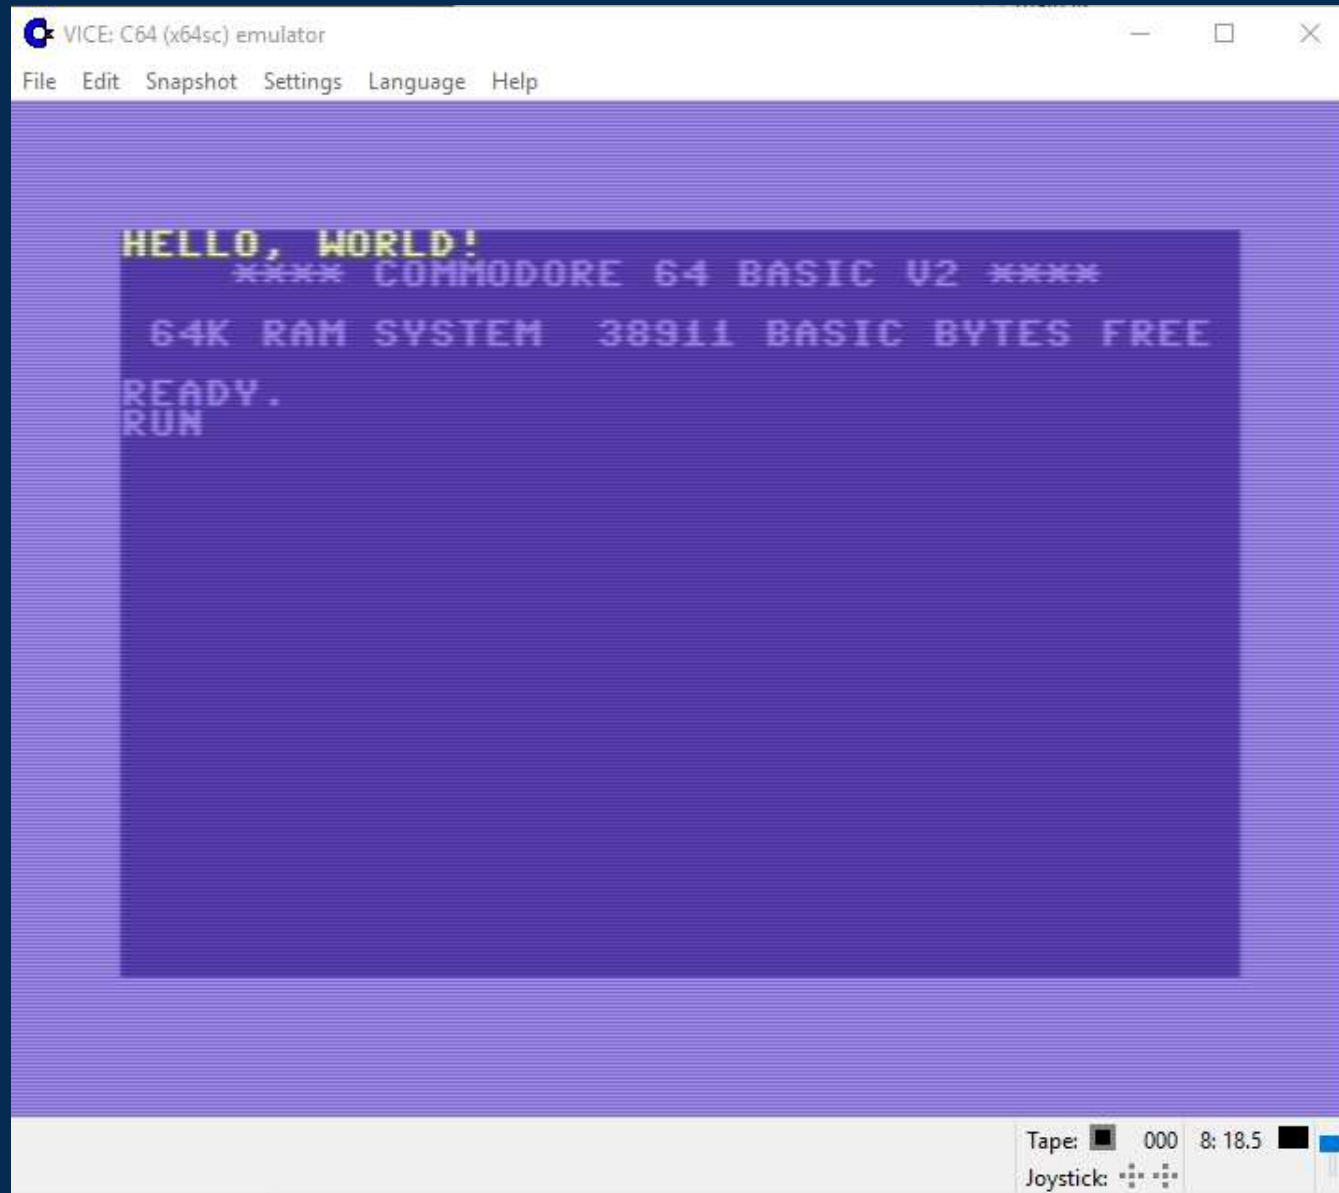 VICE: C64 (x64sc) emulator
File Edit Snapshot Settings Language Help
HELLO, WORLD!
**** COMMODORE 64 BASIC V2 ****
64K RAM SYSTEM 38911 BASIC BYTES FREE
READY.
RUN
Tape: 000 8: 18.5
Joystick: